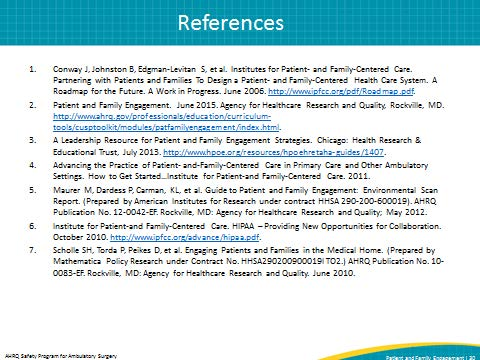 References
1. Conway J, Johnston B, Edgman-Levitan S, et al. Institutes for Patient- and Family-Centered Care.
Partnering with Patients and Families To Design a Patient- and Family-Centered Health Care System. A
Roadmap for the Future. A Work in Progress. June 2006. http://www.ipfcc.org/pdf/Roadmap.pdf.
2. Patient and Family Engagement. June 2015. Agency for Healthcare Research and Quality, Rockville, MD.
http://www.ahrq.gov/professionals/education/curriculum-
tools/cusptoolkit/modules/patfamilyengagement/index.html.
3. A Leadership Resource for Patient and Family Engagement Strategies. Chicago: Health Research &
Educational Trust, July 2013. http://www.hpoe.org/resources/hpoehretaha-guides/1407.
4. Advancing the Practice of Patient-and-Family-Centered Care in Primary Care and Other Ambulatory
Settings. How to Get Started...Institute for Patient-and Family-Centered Care. 2011.
5. Maurer M, Dardess P, Carman, KL, et al. Guide to Patient and Family Engagement: Environmental Scan
Report. (Prepared by American Institutes for Research under contract HHSA 290-200-600019). AHRQ
Publication No. 12-0042-EF. Rockville, MD: Agency for Healthcare Research and Quality; May 2012.
6. Institute for Patient-and Family-Centered Care. HIPAA – Providing New Opportunities for Collaboration.
October 2010. http://www.ipfcc.org/advance/hipaa.pdf.
7. Scholle SH, Torda P, Peikes D, et al. Engaging Patients and Families in the Medical Home. (Prepared by
Mathematica Policy Research under Contract No. HHSA290200900019I TO2.) AHRQ Publication No. 10-
0083-EF. Rockville, MD: Agency for Healthcare Research and Quality. June 2010.
AHRQ Safety Program for Ambulatory Surgery
Patient and Family Engagement | 30